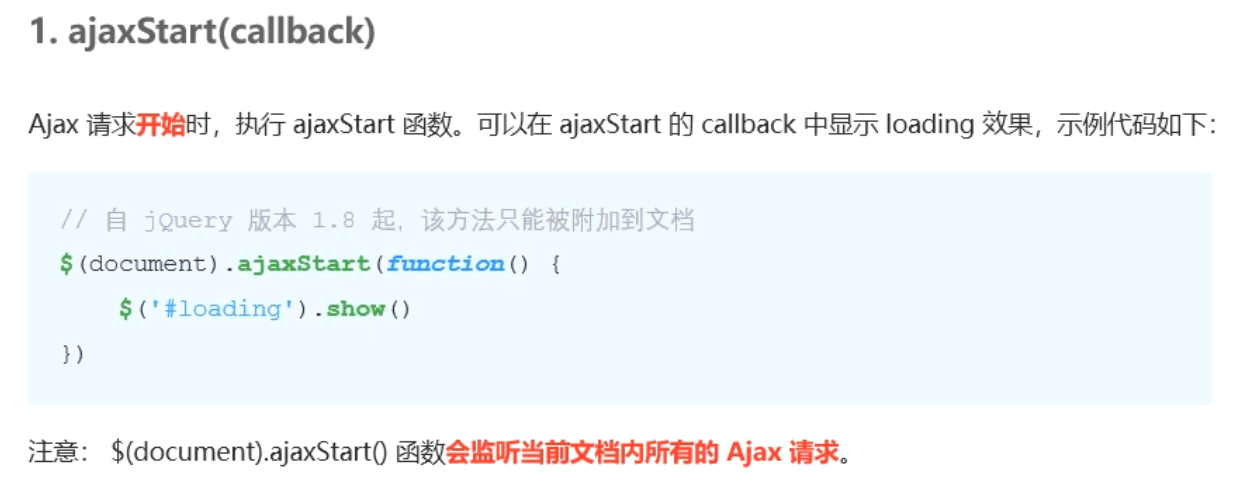 1. ajaxStart(callback)
Ajax 请求开始时，执行 ajaxStart 函数。可以在 ajaxStart 的 callback 中显示 loading 效果，示例代码如下：
// 自 jQuery 版本 1.8 起，该方法只能被附加到文档
$(document).ajaxStart(function() {
    $('#loading').show()
})
注意： $(document).ajaxStart() 函数会监听当前文档内所有的 Ajax 请求。